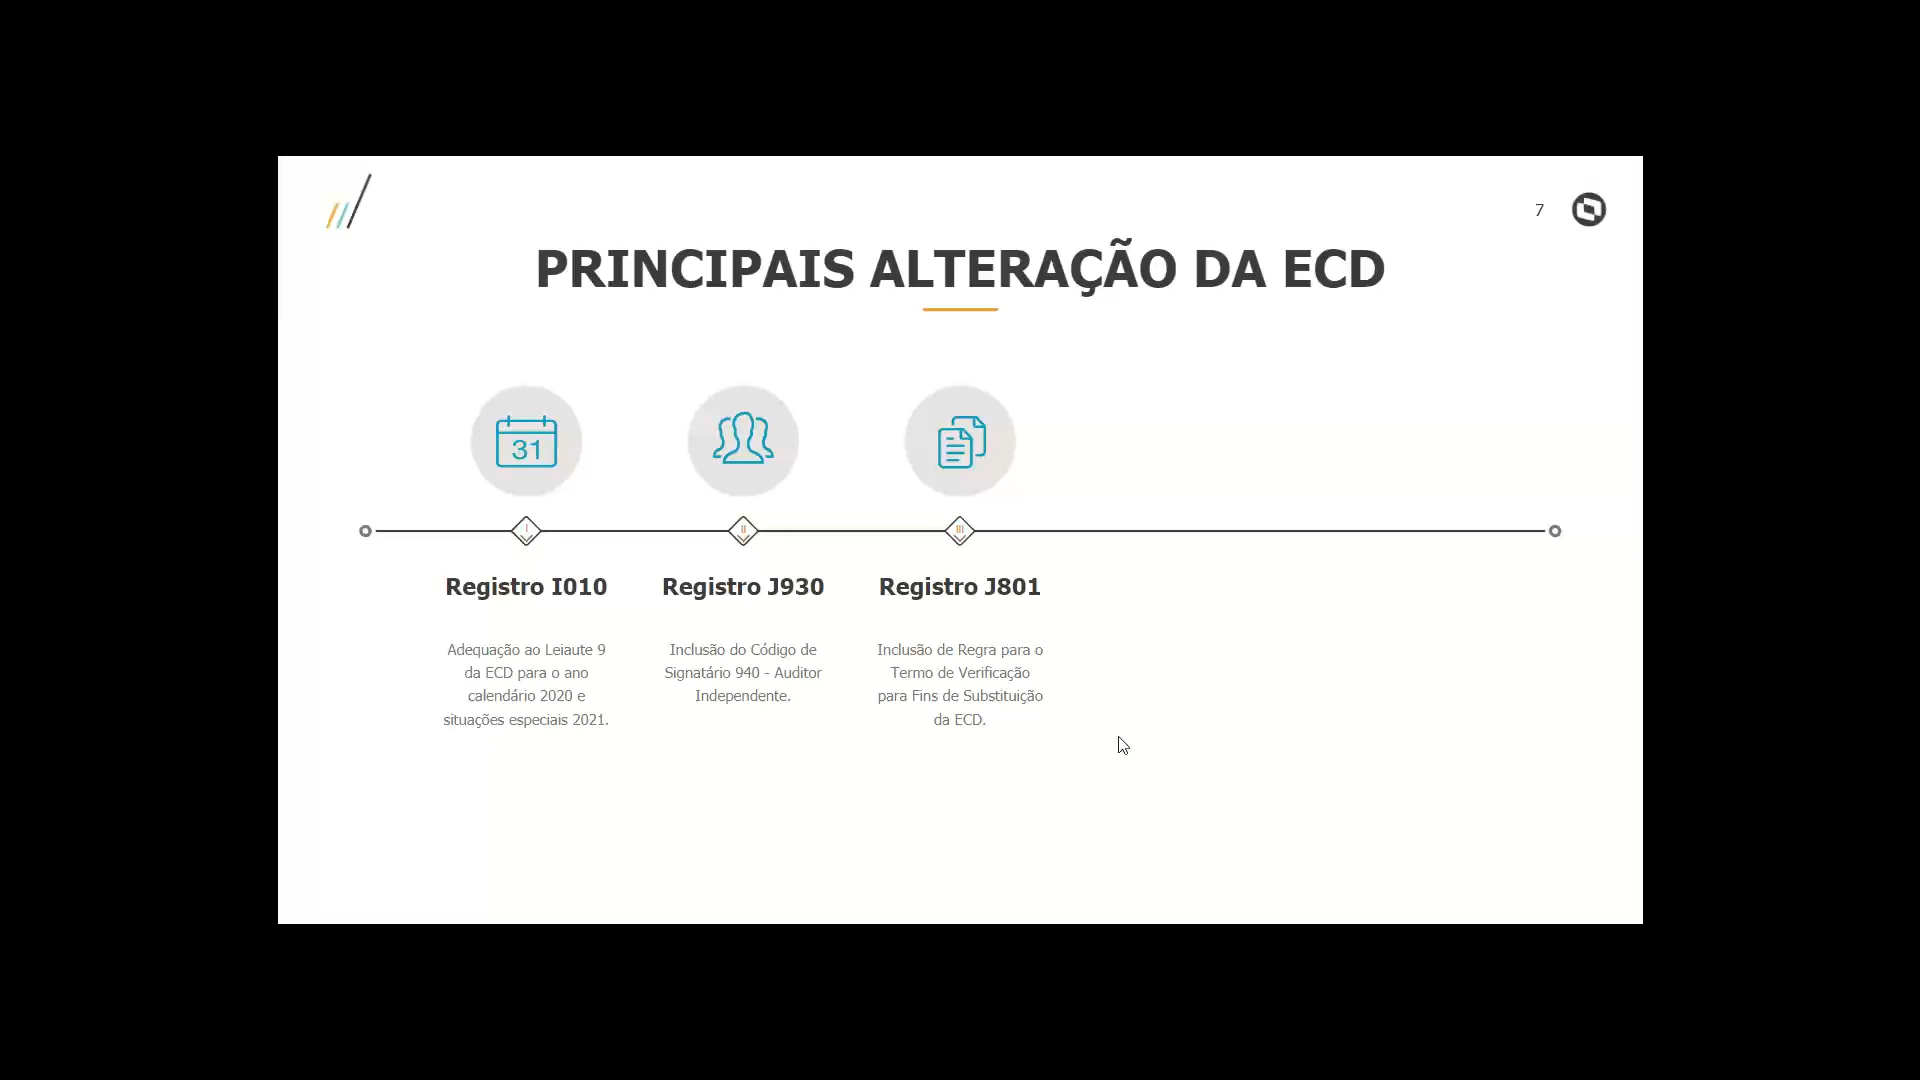 7
PRINCIPAIS ALTERAÇÃO DA ECD
31
I
II
III
Registro I010
Adequação ao Leiaute 9
da ECD para o ano
calendário 2020 e
situações especiais 2021.
Registro J930
Inclusão do Código de
Signatário 940 - Auditor
Independente.
Registro J801
Inclusão de Regra para o
Termo de Verificação
para Fins de Substituição
da ECD.